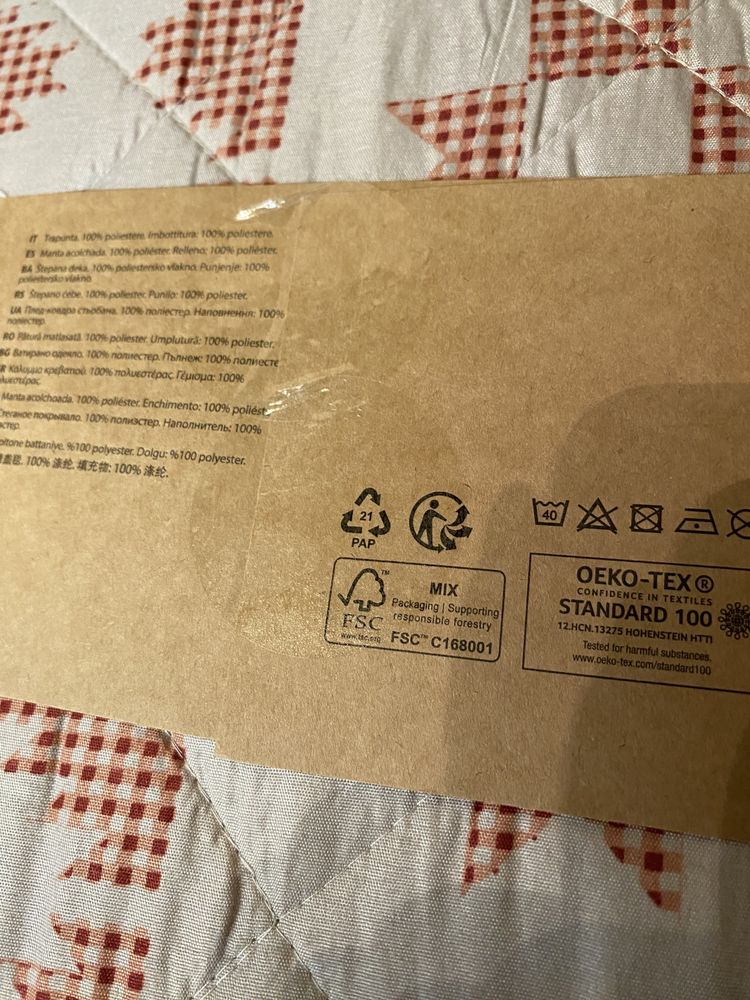 IT Trapunta. 100% poliestere. Imbottitura: 100% poliestere.
ES Manta acolchada. 100% poliéster. Relleno: 100% poliéster.
BA Štepana deka. 100% poliestersko vlakno. Punjenje: 100%
poliestersko vlakno.
RS Štepano ćebe. 100% poliester. Punilo: 100% poliester.
UA Плед-ковдра стьобана. 100% поліестер. Наповнення: 100%
поліестер.
RO Pătură matlasată. 100% poliester. Umplutură: 100% poliester.
BG Ватирано одеяло. 100% полиестер. Пълнеж: 100% полиестер
Κάλυμμα κρεβατιού. 100% πολυεστέρας. Γέμισμα: 100%
Manta acolchoada. 100% poliéster. Enchimento: 100% poliést
Стеганое покрывало. 100% полиэстер. Наполнитель: 100%
battaniye. %100 polyester. Dolgu: %100 polyester.
100% 涤纶. 填充物: 100% 涤纶.
21
PAP
40
FSC™
www.fsc.org
MIX
Packaging | Supporting
responsible forestry
FSC™ C168001
OEKO-TEX®
CONFIDENCE IN TEXTILES
STANDARD 100
12.HCN.13275 HOHENSTEIN HTTI
Tested for harmful substances.
www.oeko-tex.com/standard100